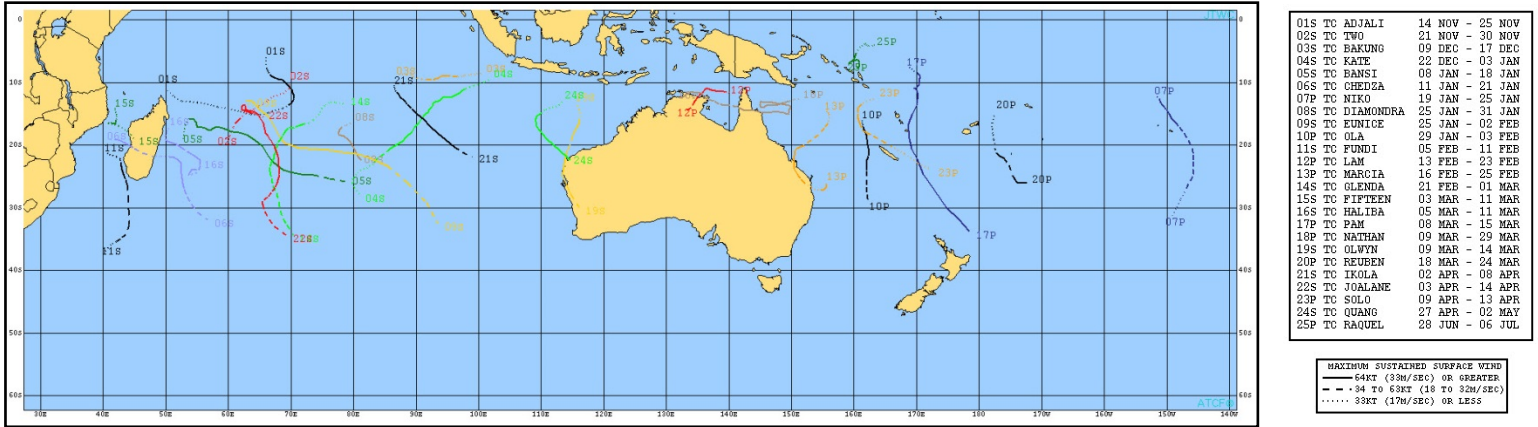 JTWC
0
0
01S
25P
25P
17P
02S
03S
03S
04S
10S
10S
01S
21S
12P
18P
23P
24S
07P
15S
14S
13P
20P
12P
10P
16S
22S
08S
06S
15S
05S
02S
20S
20S
11S
16S
21S
24S
23P
05S
13P
20P
04S
10P
30S
30S
06S
19S
07P
22S
17P
11S
40S
40S
50S
50S
60S
60S
ATCF®
30E 40E 50E 60E 70E 80E 90E 100E 110E 120E 130E 140E 150E 160E 170E 180 170W 160W 150W 140W
01S TC ADJALI 14 NOV - 25 NOV
02S TC TWO 21 NOV - 30 NOV
03S TC BAKUNG 09 DEC - 17 DEC
04S TC KATE 22 DEC - 03 JAN
05S TC BANSI 08 JAN - 18 JAN
06S TC CHEDZA 11 JAN - 21 JAN
07P TC NIKO 19 JAN - 25 JAN
08S TC DIAMONDRA 25 JAN - 31 JAN
09S TC EUNICE 25 JAN - 02 FEB
10P TC OLA 29 JAN - 03 FEB
11S TC FUNDI 05 FEB - 11 FEB
12P TC LAM 13 FEB - 23 FEB
13P TC MARCIA 16 FEB - 25 FEB
14S TC GLENDA 21 FEB - 01 MAR
15S TC FIFTEEN 03 MAR - 11 MAR
16S TC HALIBA 05 MAR - 11 MAR
17P TC PAM 08 MAR - 15 MAR
18P TC NATHAN 09 MAR - 29 MAR
19S TC OLWYN 09 MAR - 14 MAR
20P TC REUBEN 18 MAR - 24 MAR
21S TC IKOLA 02 APR - 08 APR
22S TC JOALANE 03 APR - 14 APR
23P TC SOLO 09 APR - 13 APR
24S TC QUANG 27 APR - 02 MAY
25P TC RAQUEL 28 JUN - 06 JUL
MAXIMUM SUSTAINED SURFACE WIND
64KT (33M/SEC) OR GREATER
34 TO 63KT (18 TO 32M/SEC)
33KT (17M/SEC) OR LESS